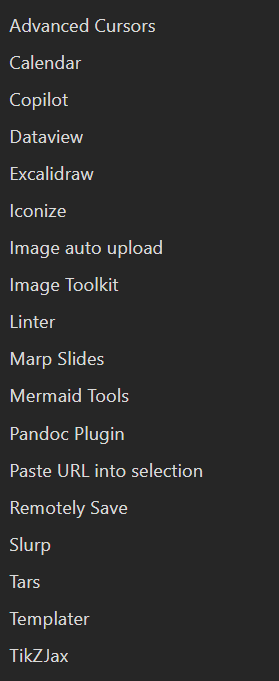 Advanced Cursors
Calendar
Copilot
Dataview
Excalidraw
Iconize
Image auto upload
Image Toolkit
Linter
Marp Slides
Mermaid Tools
Pandoc Plugin
Paste URL into selection
Remotely Save
Slurp
Tars
Templater
TikZJax